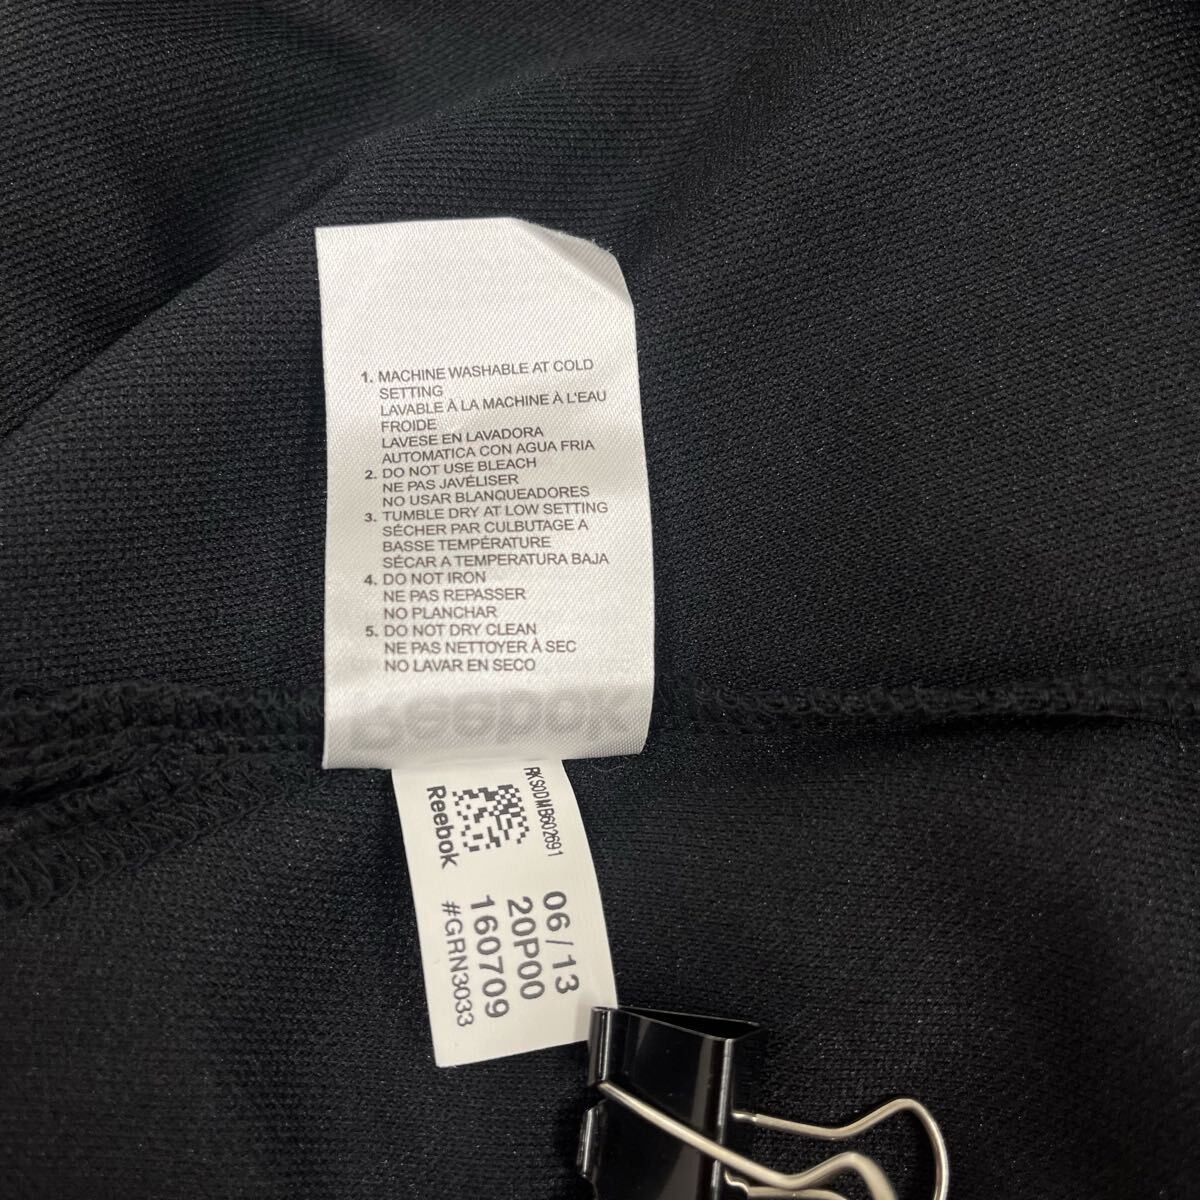 1. MACHINE WASHABLE AT COLD
SETTING
LAVABLE À LA MACHINE À L'EAU
FROIDE
LAVESE EN LAVADORA
AUTOMATICA CON AGUA FRIA
2. DO NOT USE BLEACH
NE PAS JAVÉLISER
NO USAR BLANQUEADORES
3. TUMBLE DRY AT LOW SETTING
SÉCHER PAR CULBUTAGE A
BASSE TEMPÉRATURE
SÉCAR A TEMPERATURA BAJA
4. DO NOT IRON
NE PAS REPASSER
NO PLANCHAR
5. DO NOT DRY CLEAN
NE PAS NETTOYER À SEC
NO LAVAR EN SECO
Reebok
RKS0DMB602691
Reebok
06/13
20P00
160709
#GRN3033